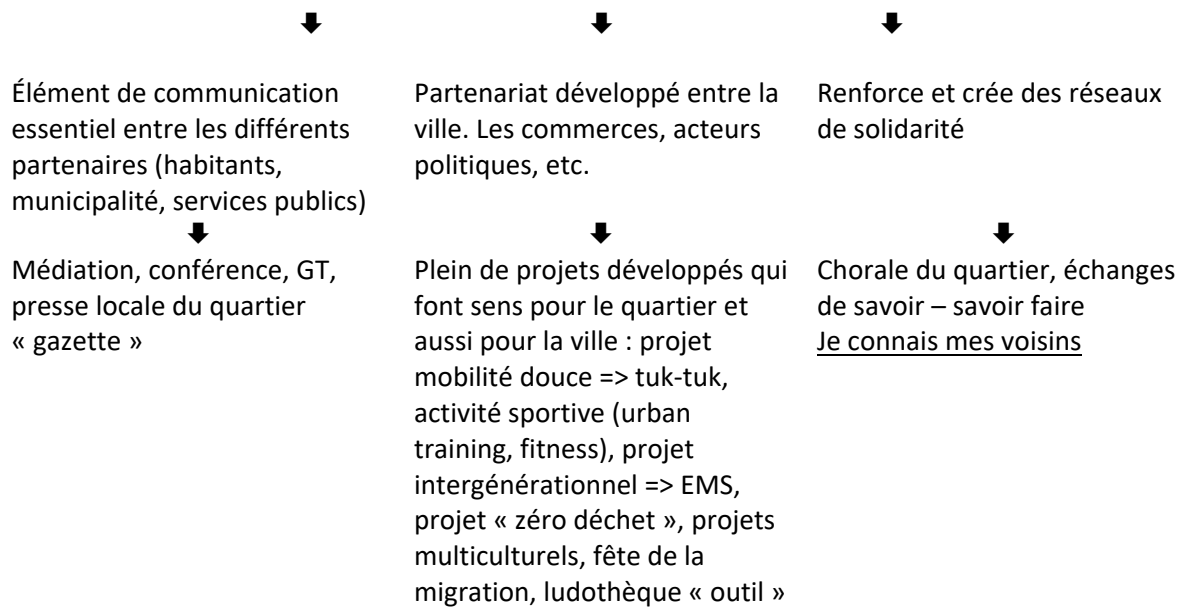 Élément de communication
essentiel entre les différents
partenaires (habitants,
municipalité, services publics)
Médiation, conférence, GT,
presse locale du quartier
« gazette »
Partenariat développé entre la
ville. Les commerces, acteurs
politiques, etc.
Plein de projets développés qui
font sens pour le quartier et
aussi pour la ville : projet
mobilité douce => tuk-tuk,
activité sportive (urban
training, fitness), projet
intergénérationnel => EMS,
projet « zéro déchet », projets
multiculturels, fête de la
migration, ludothèque « outil »
Renforce et crée des réseaux
de solidarité
Chorale du quartier, échanges
de savoir – savoir faire
Je connais mes voisins